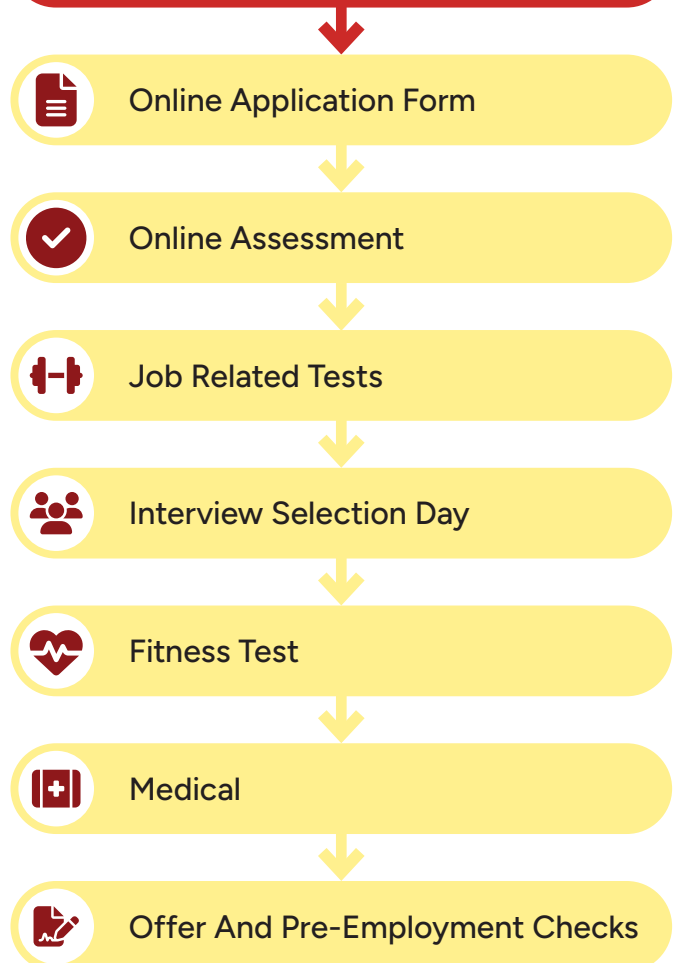 Online Application Form
Online Assessment
Job Related Tests
Interview Selection Day
Fitness Test
Medical
Offer And Pre-Employment Checks